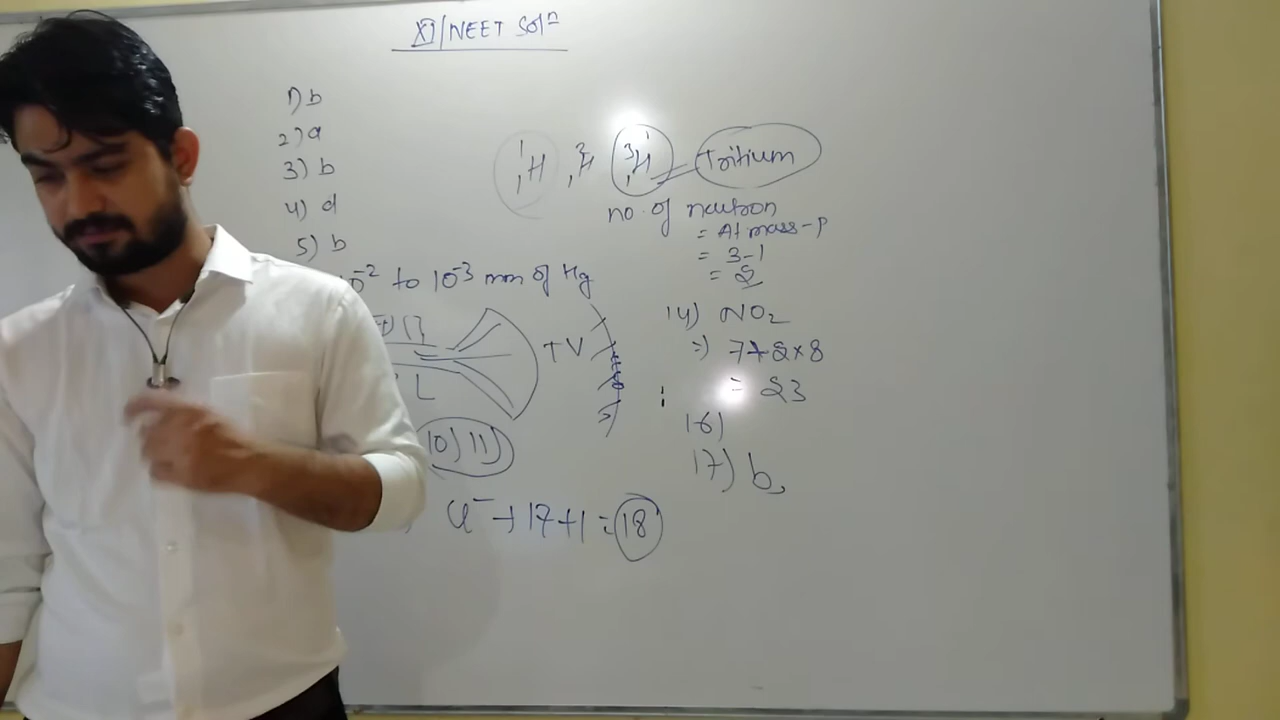 XI/NEET Solⁿ
1) b
2) a
3) b
4) d
5) b
10⁻² to 10⁻³ mm of Hg
TV
10) 11)
Cl⁻ → 17+1 = 18
¹₁H, ²₁H ³₁H¹ Tritium
no. of neutron
= At mass - P
= 3-1
= 2
14) NO₂
=) 7+2×8
= 23
16)
17) b,